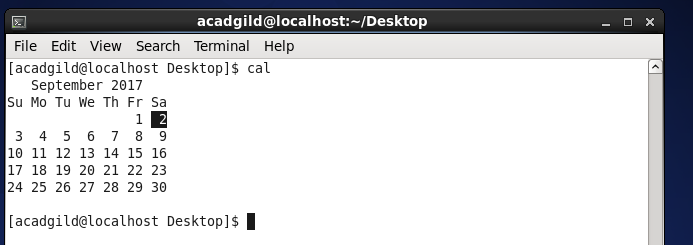 acadgild@localhost:~/Desktop
File Edit View Search Terminal Help
[acadgild@localhost Desktop]$ cal
   September 2017
Su Mo Tu We Th Fr Sa
                1  2
 3  4  5  6  7  8  9
10 11 12 13 14 15 16
17 18 19 20 21 22 23
24 25 26 27 28 29 30
[acadgild@localhost Desktop]$